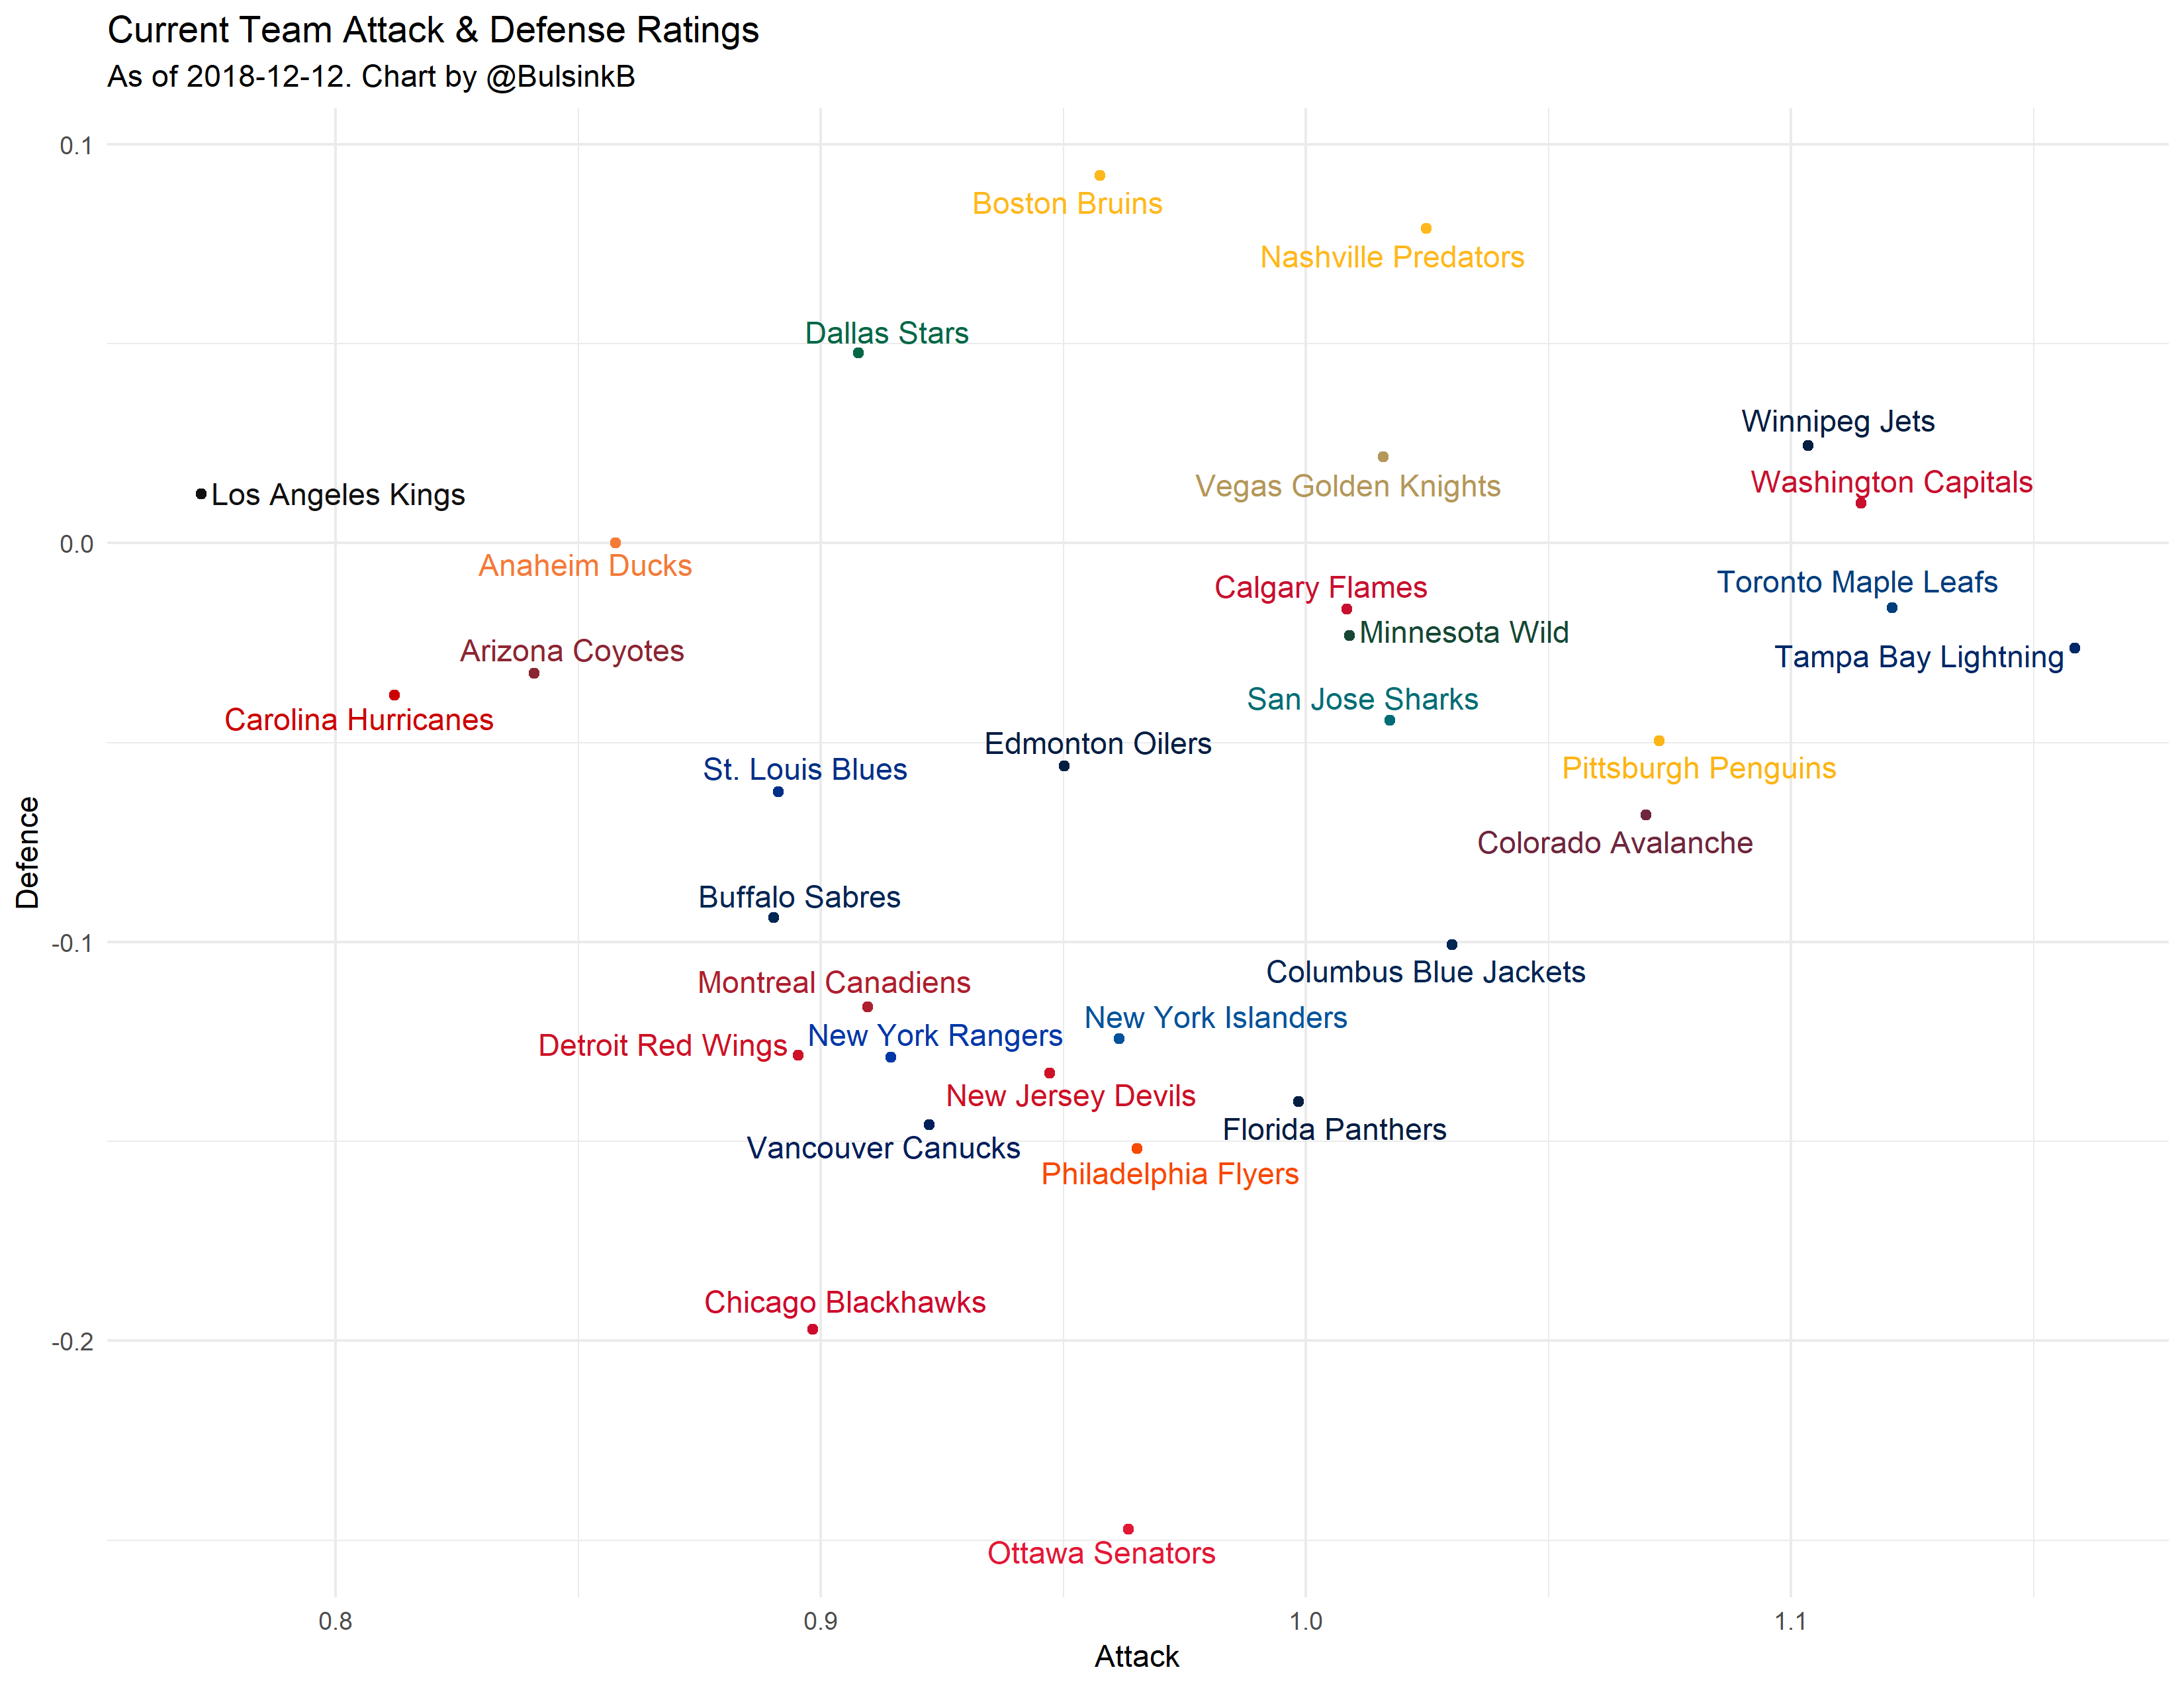 Current Team Attack & Defense Ratings
As of 2018-12-12. Chart by @BulsinkB
0.1
Boston Bruins
Nashville Predators
Dallas Stars
Winnipeg Jets
Washington Capitals
Vegas Golden Knights
Los Angeles Kings
0.0
Anaheim Ducks
Toronto Maple Leafs
Calgary Flames
Minnesota Wild
Arizona Coyotes
Tampa Bay Lightning
San Jose Sharks
Carolina Hurricanes
Edmonton Oilers
Pittsburgh Penguins
St. Louis Blues
Colorado Avalanche
Defence
Buffalo Sabres
-0.1
Columbus Blue Jackets
Montreal Canadiens
New York Islanders
New York Rangers
Detroit Red Wings
New Jersey Devils
Florida Panthers
Vancouver Canucks
Philadelphia Flyers
Chicago Blackhawks
-0.2
Ottawa Senators
0.8
0.9
1.0
1.1
Attack